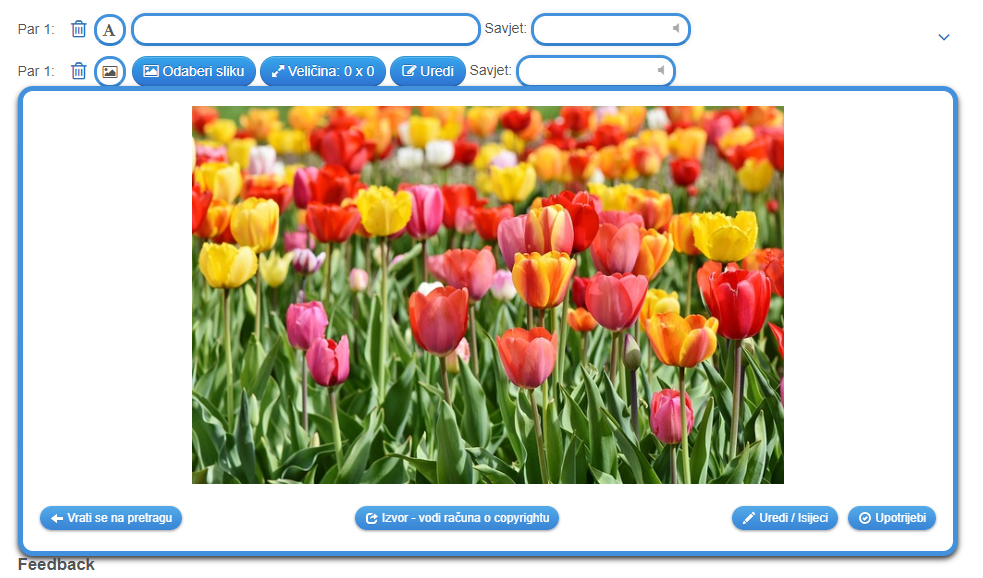 Par 1: A Savjet:
Par 1: Odaberi sliku Veličina: 0 x 0 Uredi Savjet:
Vrati se na pretragu Izvor - vodi računa o copyrightu Uredi / Isijeci Upotrijebi
Feedback